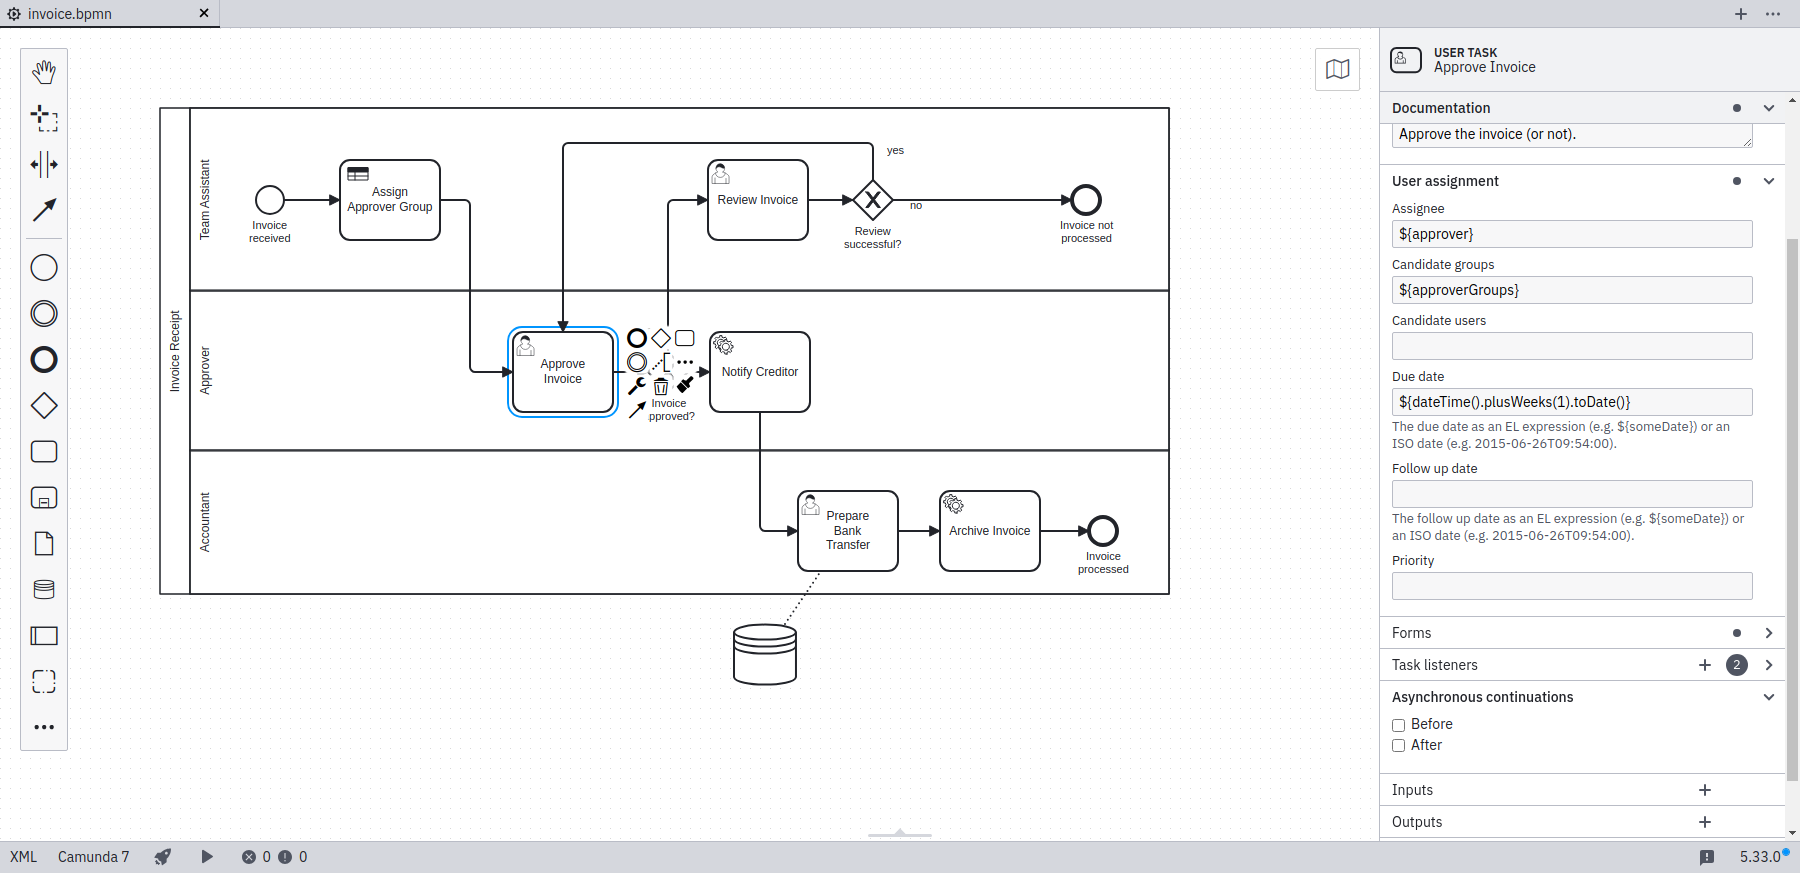 invoice.bpmn
USER TASK
Approve Invoice
Documentation
Approve the invoice (or not).
User assignment
Assignee
${approver}
Candidate groups
${approverGroups}
Candidate users
Due date
${dateTime().plusWeeks(1).toDate()}
The due date as an EL expression (e.g. ${someDate}) or an
ISO date (e.g. 2015-06-26T09:54:00).
Follow up date
The follow up date as an EL expression (e.g. ${someDate}) or
an ISO date (e.g. 2015-06-26T09:54:00).
Priority
Forms
Task listeners
2
Asynchronous continuations
Before
After
Inputs
Outputs
Invoice Receipt
Team Assistant
Invoice
received
Assign
Approver Group
Review Invoice
yes
no
Review
successful?
Invoice not
processed
Approver
Approve
Invoice
Invoice
pproved?
Notify Creditor
Accountant
Prepare
Bank
Transfer
Archive Invoice
Invoice
processed
XML Camunda 7 0 0 5.33.0